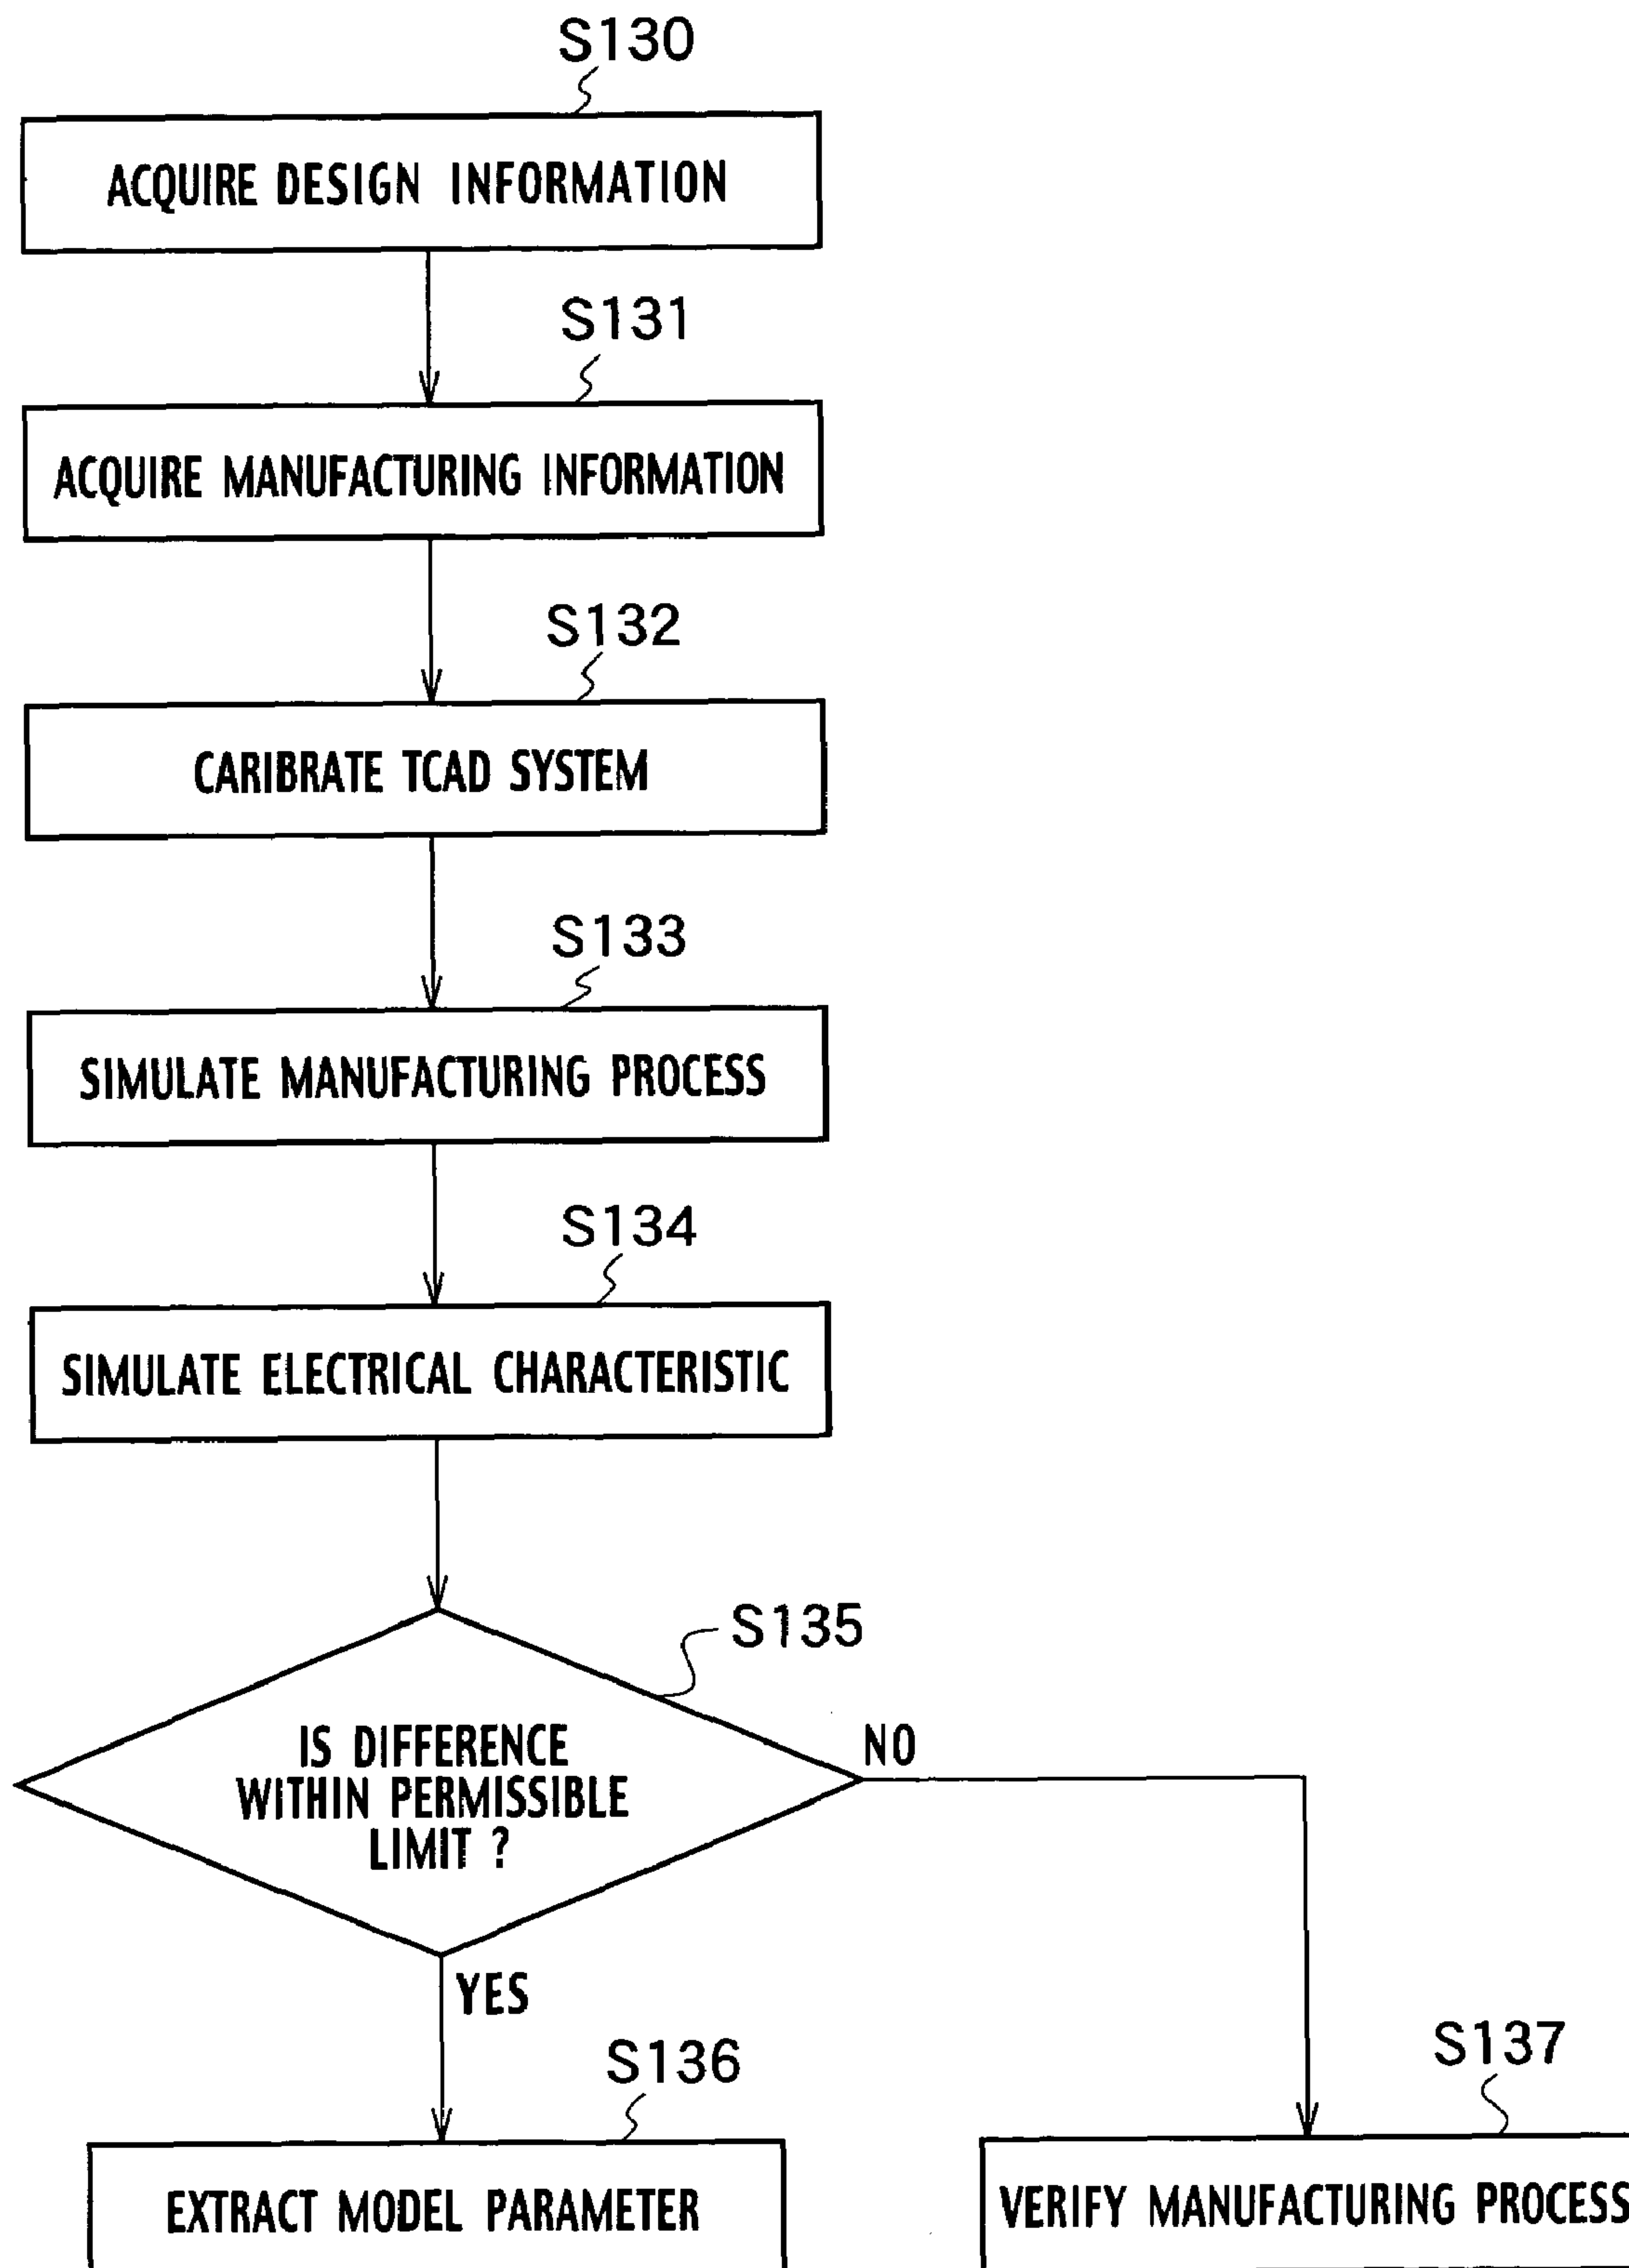 S130
ACQUIRE DESIGN INFORMATION
S131
ACQUIRE MANUFACTURING INFORMATION
S132
CARIBRATE TCAD SYSTEM
S133
SIMULATE MANUFACTURING PROCESS
S134
SIMULATE ELECTRICAL CHARACTERISTIC
S135
IS DIFFERENCE
WITHIN PERMISSIBLE
LIMIT ?
NO
YES
S136
EXTRACT MODEL PARAMETER
S137
VERIFY MANUFACTURING PROCESS